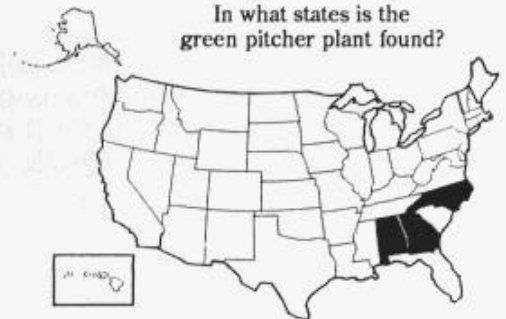 In what states is the
green pitcher plant found?